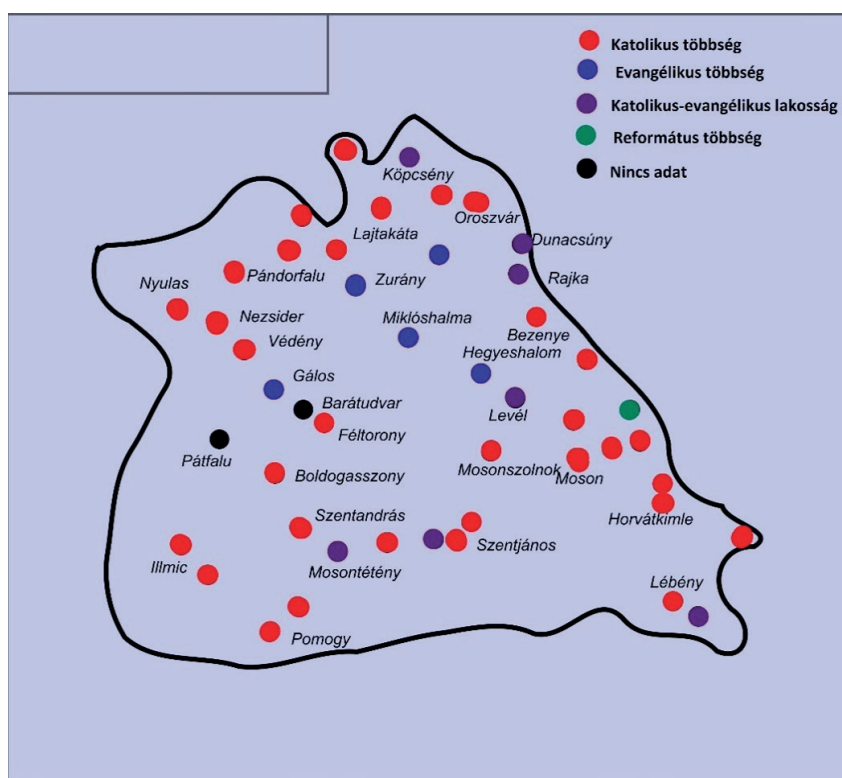 Katolikus többség
Evangélikus többség
Katolikus-evangélikus lakosság
Református többség
Nincs adat
Köpcsény
Oroszvár
Lajtakáta
Dunacsúny
Pándorfalu
Zurány
Rajka
Nyulas
Nezsider
Miklóshalma
Bezenye
Védény
Hegyeshalom
Gálos
Barátudvar
Levél
Féltorony
Pátfalu
Boldogasszony
Mosonszolnok
Moson
Szentandrás
Horvátkimle
Szentjános
Illmic
Mosontétény
Lébény
Pomogy